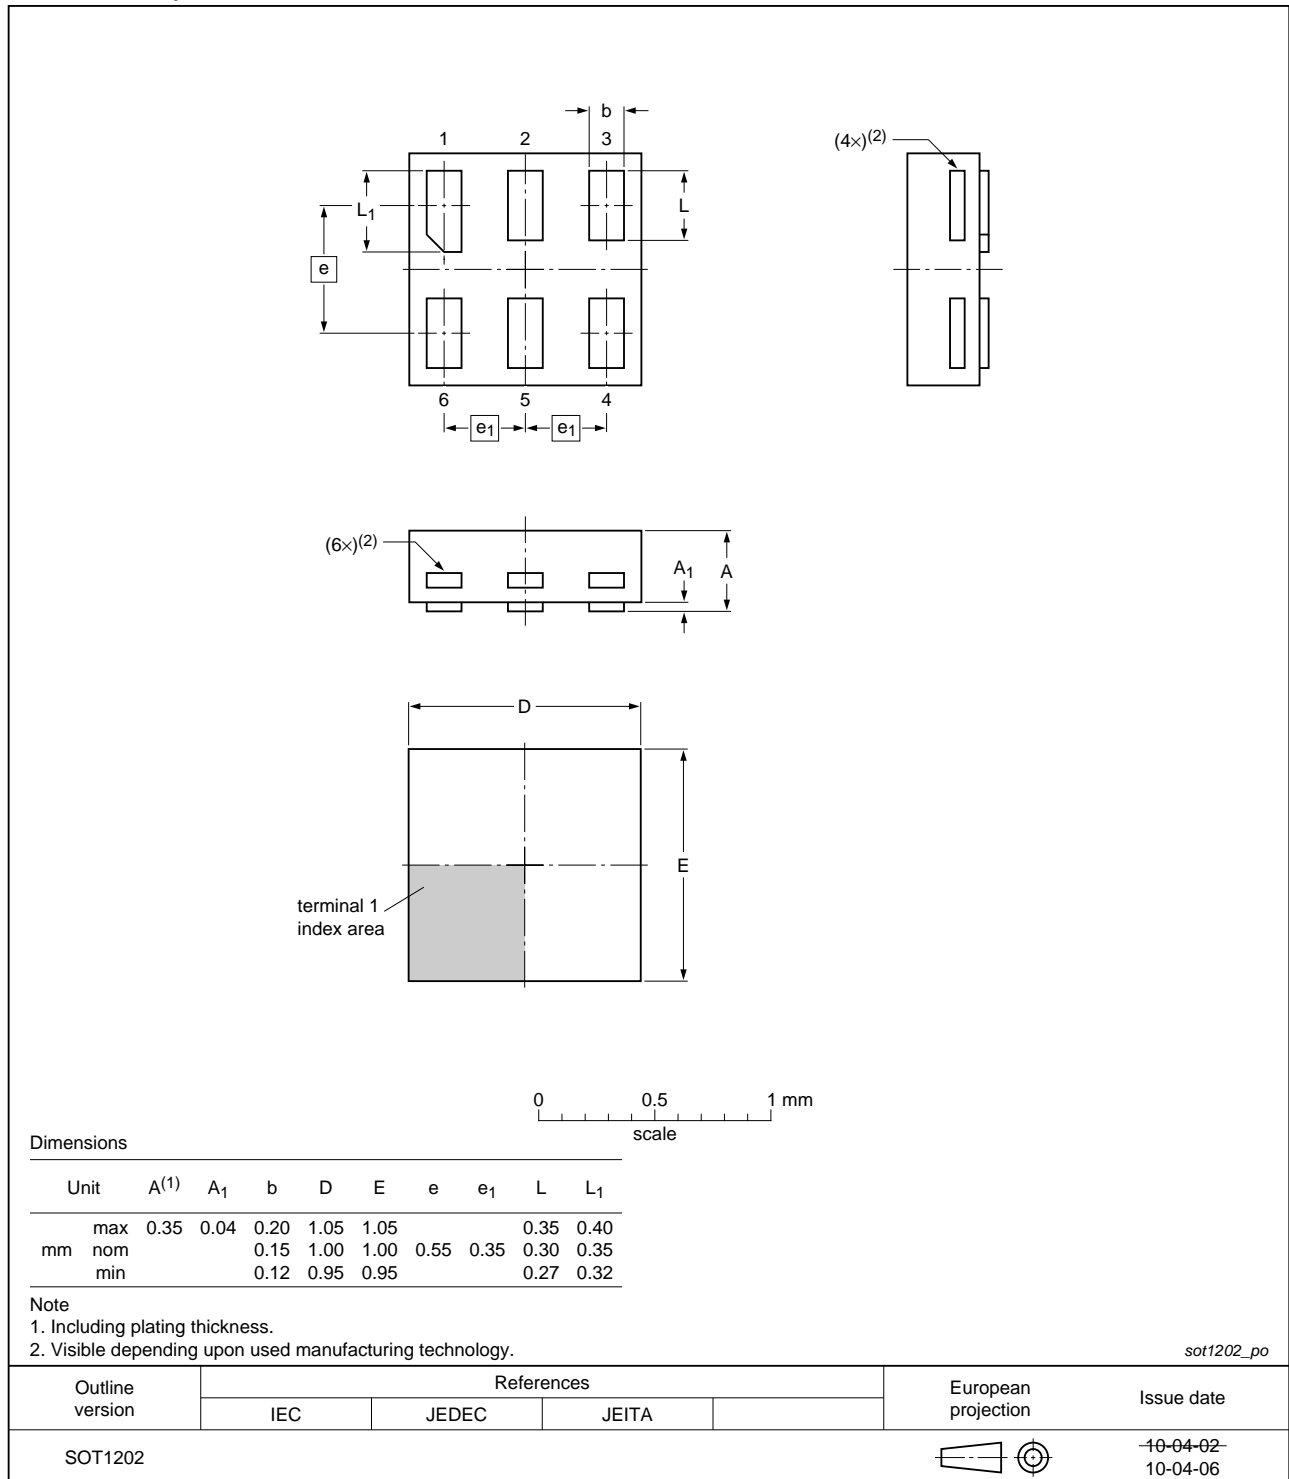 b
1 2 3
(4×)(2)
L1
L
e
6 5 4
e1 e1
(6×)(2)
A1 A
D
E
terminal 1
index area
0 0.5 1 mm
scale
Dimensions
Unit A(1) A1 b D E e e1 L L1
max 0.35 0.04 0.20 1.05 1.05 0.35 0.40
mm nom 0.15 1.00 1.00 0.55 0.35 0.30 0.35
min 0.12 0.95 0.95 0.27 0.32
Note
1. Including plating thickness.
2. Visible depending upon used manufacturing technology.
sot1202_po
Outline
version
References
IEC JEDEC JEITA
European
projection
Issue date
SOT1202
10-04-02
10-04-06